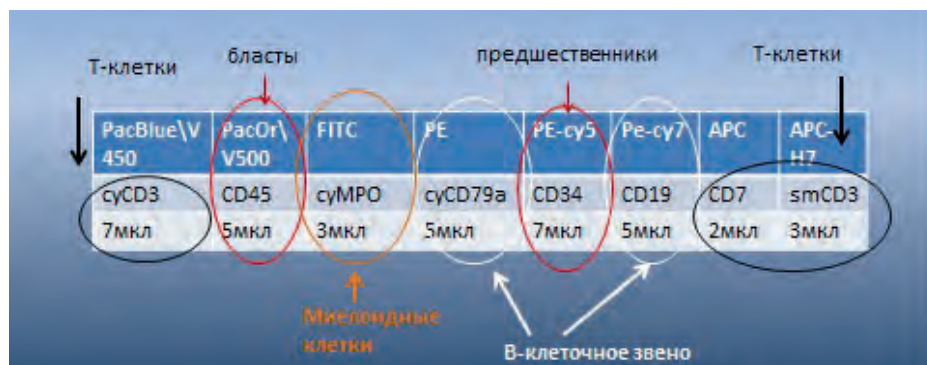 Т-клетки бласты предшественники Т-клетки
PacBlue\V450 PacOr\V500 FITC PE PE-cy5 Pe-cy7 APC APC-H7
cyCD3 CD45 cyMPO cyCD79a CD34 CD19 CD7 smCD3
7мкл 5мкл 3мкл 5мкл 7мкл 5мкл 2мкл 3мкл
Миелоидные
клетки
В-клеточное звено